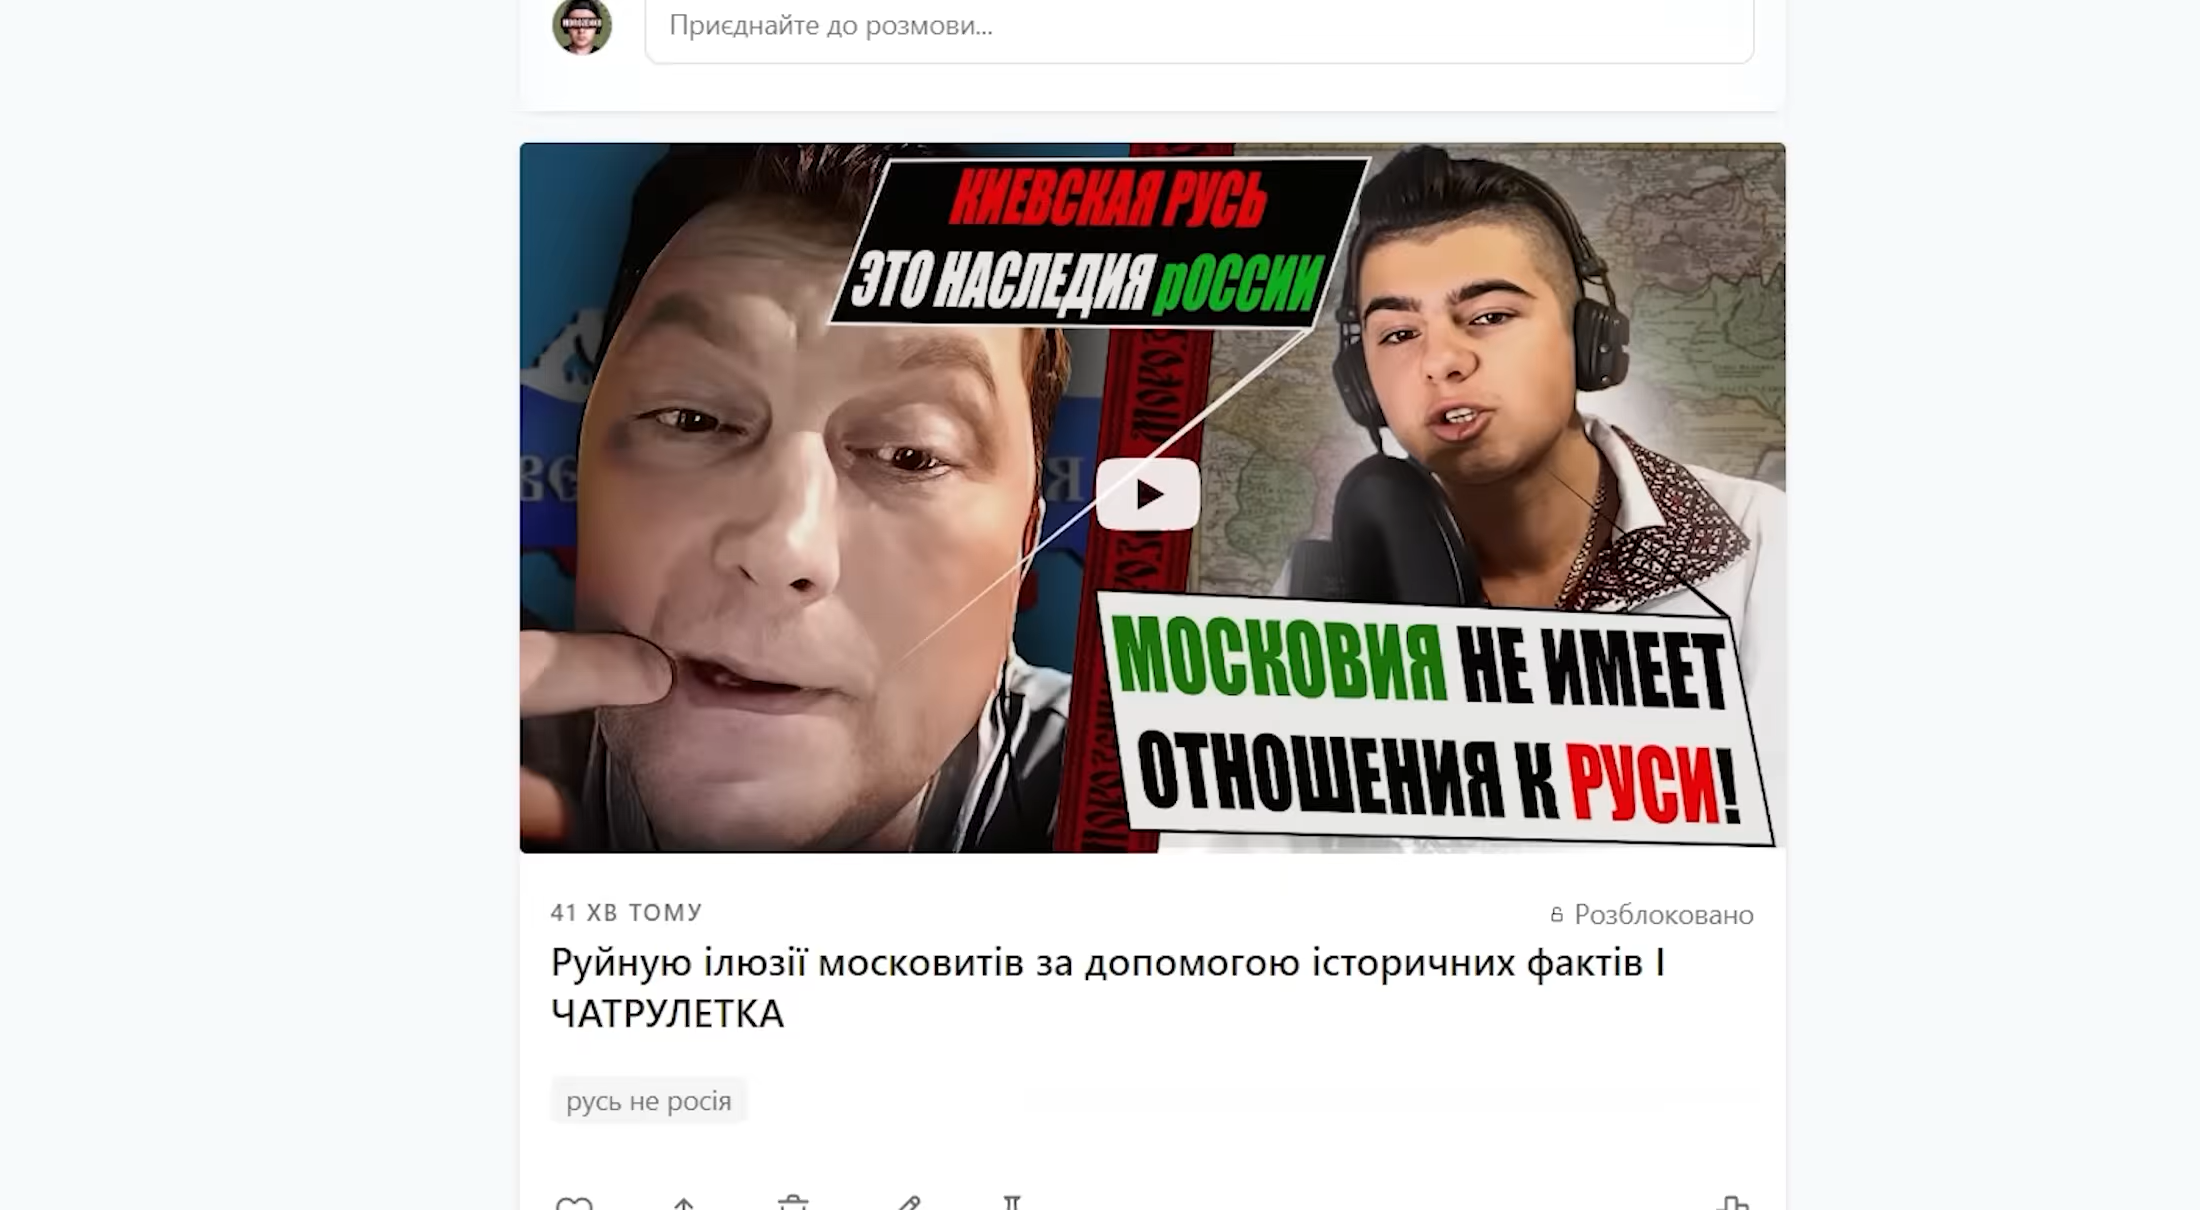 Приєднайте до розмови...
КИЕВСКАЯ РУСЬ
ЭТО НАСЛЕДИЯ рОССИИ
МОСКОВИЯ НЕ ИМЕЕТ
ОТНОШЕНИЯ К РУСИ!
41 ХВ ТОМУ
Розблоковано
Руйную ілюзії московитів за допомогою історичних фактів І
ЧАТРУЛЕТКА
русь не росія